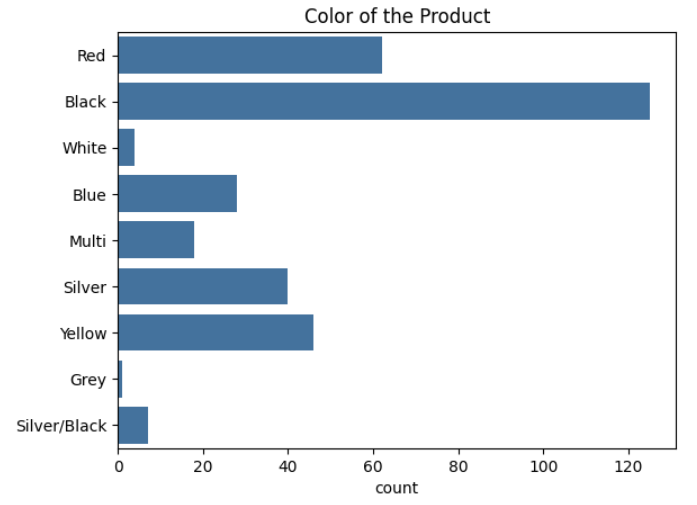 Color of the Product
Red
Black
White
Blue
Multi
Silver
Yellow
Grey
Silver/Black
0 20 40 60 80 100 120
count